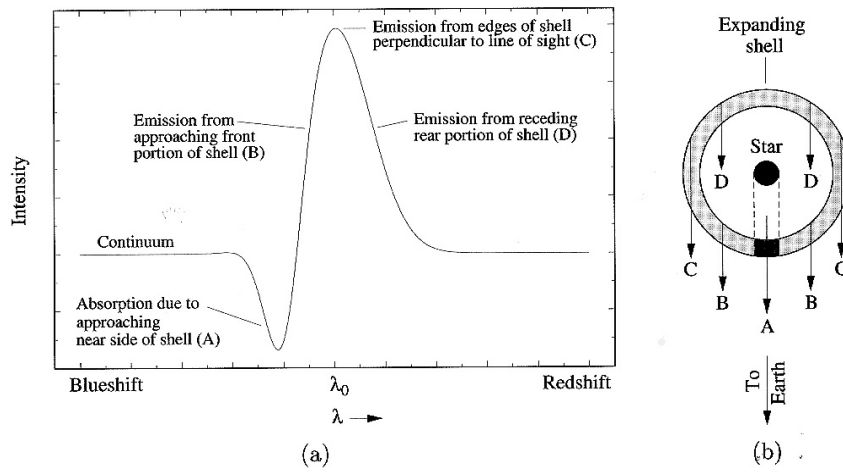 Emission from edges of shell
perpendicular to line of sight (C)
Emission from
approaching front
portion of shell (B)
Emission from receding
rear portion of shell (D)
Intensity
Continuum
Absorption due to
approaching
near side of shell (A)
Blueshift
λ₀
Redshift
λ
(a)
Expanding
shell
Star
D
D
C
C
B
B
A
To
Earth
(b)